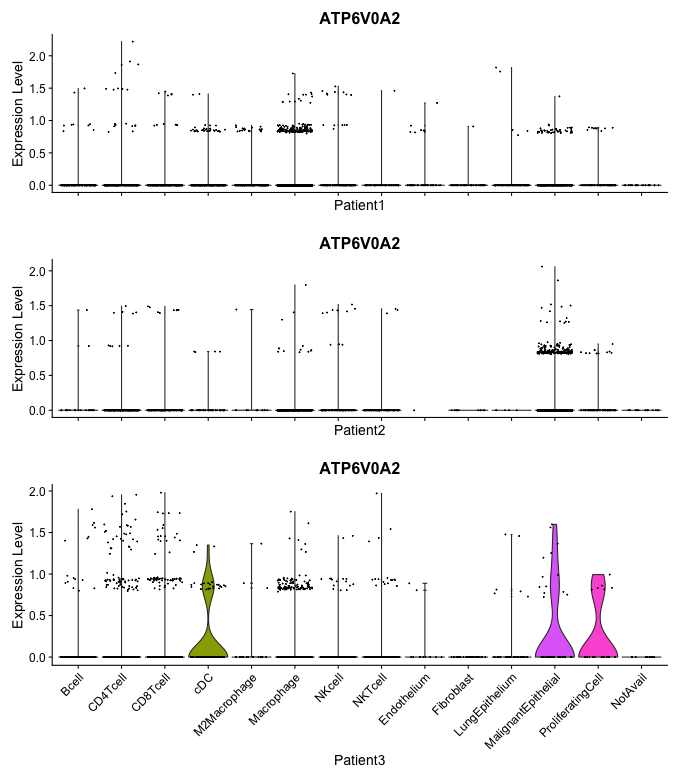 ATP6V0A2
Expression Level
2.0
1.5
1.0
0.5
0.0
Patient1
ATP6V0A2
Expression Level
2.0
1.5
1.0
0.5
0.0
Patient2
ATP6V0A2
Expression Level
2.0
1.5
1.0
0.5
0.0
Bcell
CD4Tcell
CD8Tcell
cDC
M2Macrophage
Macrophage
NKcell
NKTcell
Endothelium
Fibroblast
LungEpithelium
MalignantEpithelial
ProliferatingCell
NotAvail
Patient3